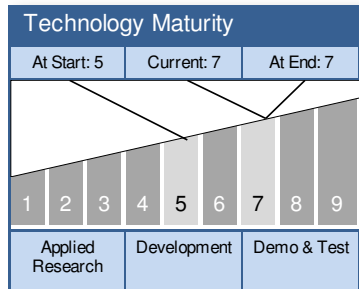 Technology Maturity
At Start: 5 Current: 7 At End: 7
1 2 3 4 5 6 7 8 9
Applied Research Development Demo & Test